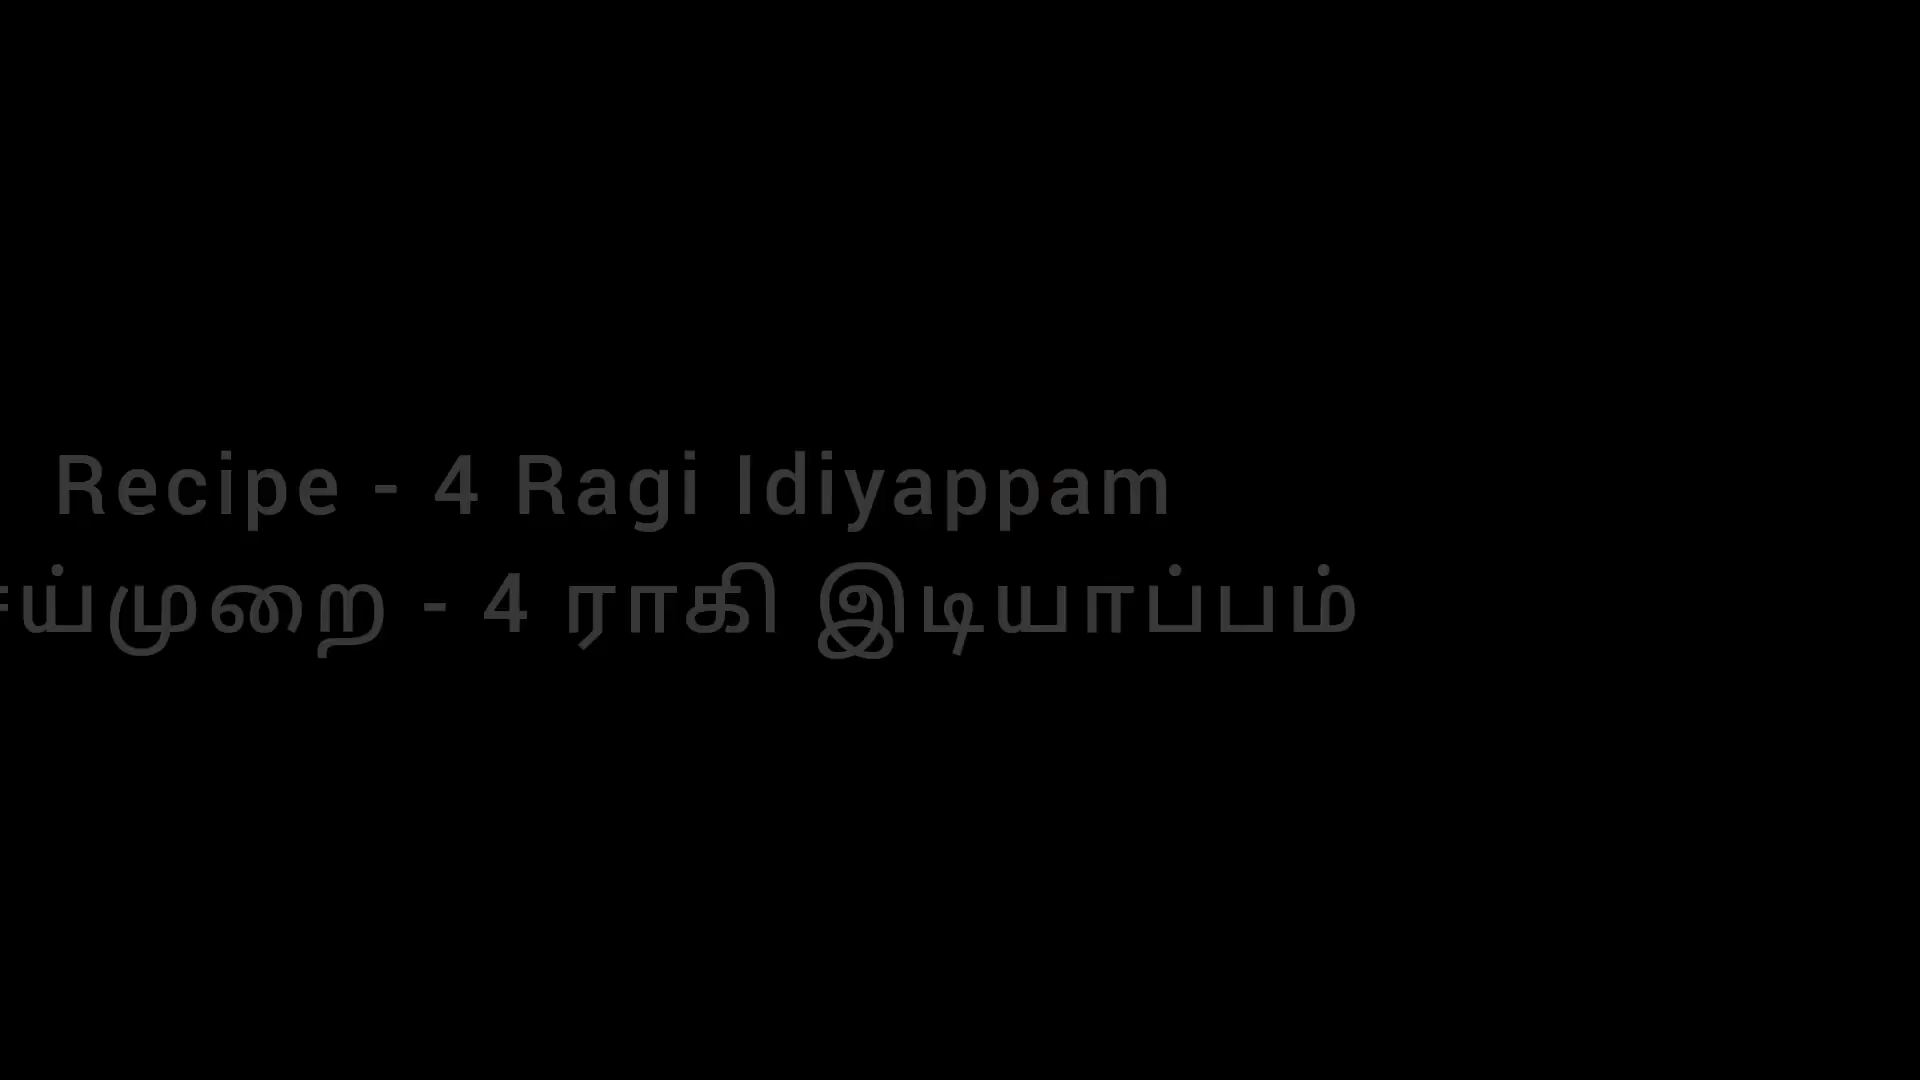 Recipe - 4 Ragi Idiyappam
ய்முறை - 4 ராகி இடியாப்பம்